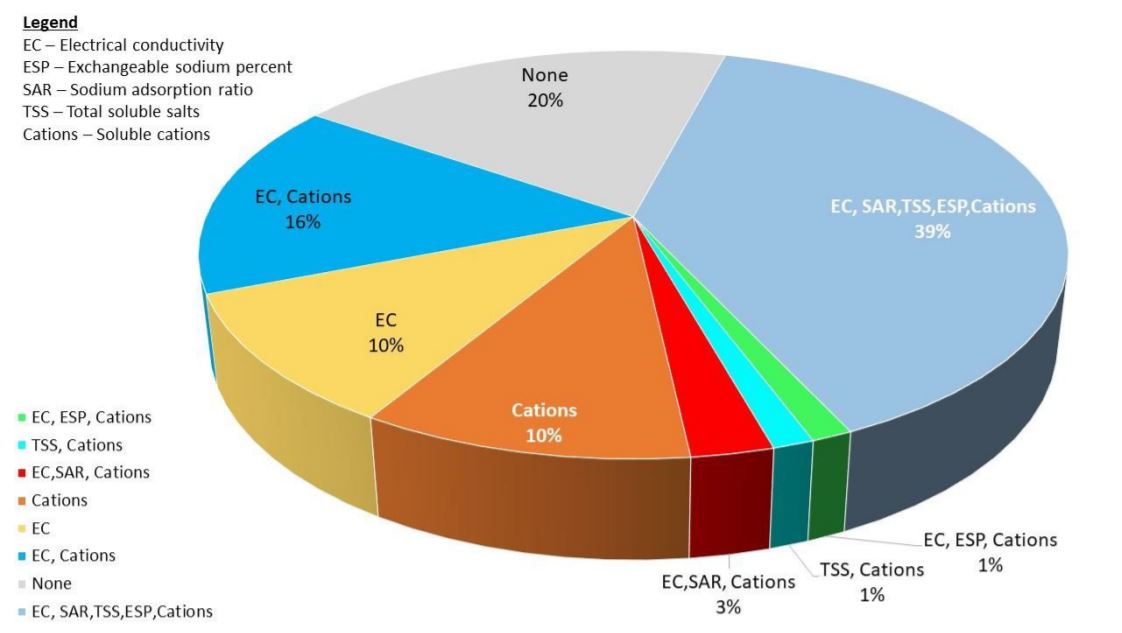 Legend
EC – Electrical conductivity
ESP – Exchangeable sodium percent
SAR – Sodium adsorption ratio
TSS – Total soluble salts
Cations – Soluble cations
None
20%
EC, SAR,TSS,ESP,Cations
39%
EC, Cations
16%
EC
10%
Cations
10%
EC,SAR, Cations
3%
TSS, Cations
1%
EC, ESP, Cations
1%
EC, ESP, Cations
TSS, Cations
EC,SAR, Cations
Cations
EC
EC, Cations
None
EC, SAR,TSS,ESP,Cations